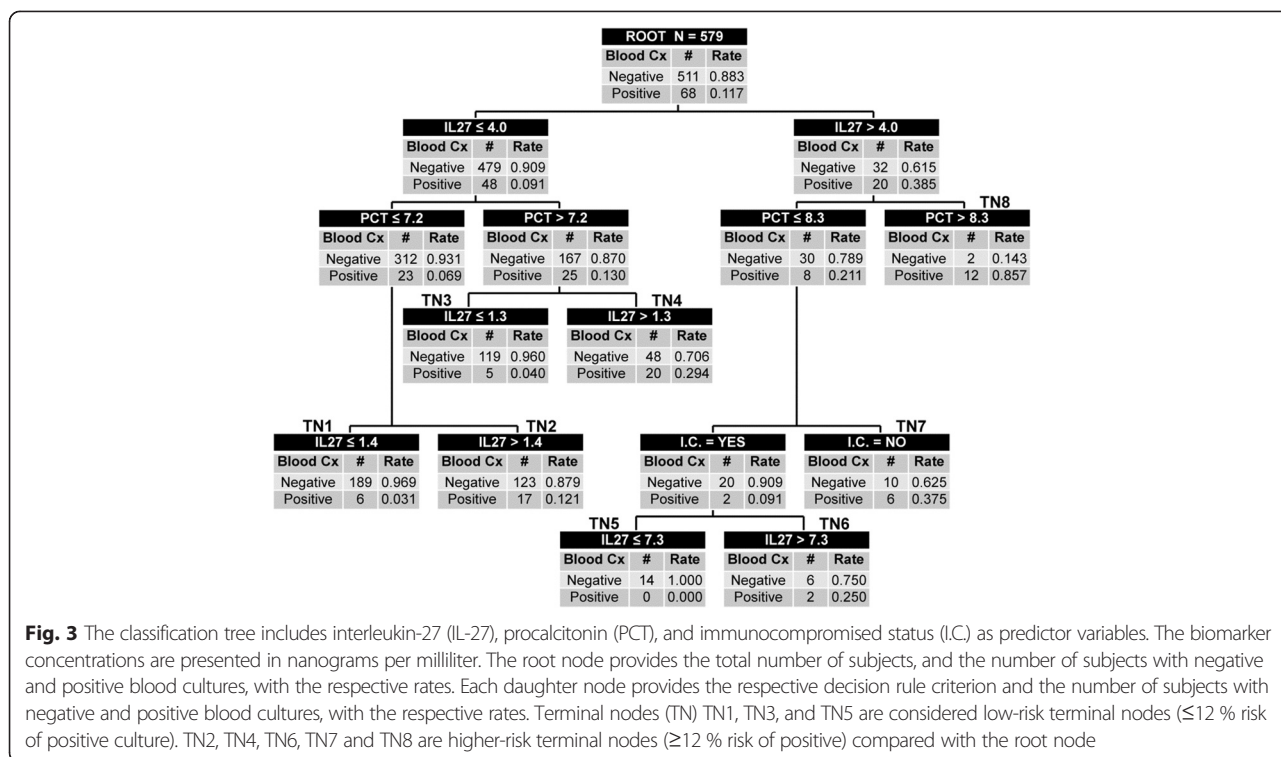 ROOT N = 579
Blood Cx # Rate
Negative 511 0.883
Positive 68 0.117
IL27 ≤ 4.0
Blood Cx # Rate
Negative 479 0.909
Positive 48 0.091
IL27 > 4.0
Blood Cx # Rate
Negative 32 0.615
Positive 20 0.385
PCT ≤ 7.2
Blood Cx # Rate
Negative 312 0.931
Positive 23 0.069
PCT > 7.2
Blood Cx # Rate
Negative 167 0.870
Positive 25 0.130
PCT ≤ 8.3
Blood Cx # Rate
Negative 30 0.789
Positive 8 0.211
TN8
PCT > 8.3
Blood Cx # Rate
Negative 2 0.143
Positive 12 0.857
TN3
IL27 ≤ 1.3
Blood Cx # Rate
Negative 119 0.960
Positive 5 0.040
TN4
IL27 > 1.3
Blood Cx # Rate
Negative 48 0.706
Positive 20 0.294
TN1
IL27 ≤ 1.4
Blood Cx # Rate
Negative 189 0.969
Positive 6 0.031
TN2
IL27 > 1.4
Blood Cx # Rate
Negative 123 0.879
Positive 17 0.121
I.C. = YES
Blood Cx # Rate
Negative 20 0.909
Positive 2 0.091
TN7
I.C. = NO
Blood Cx # Rate
Negative 10 0.625
Positive 6 0.375
TN5
IL27 ≤ 7.3
Blood Cx # Rate
Negative 14 1.000
Positive 0 0.000
TN6
IL27 > 7.3
Blood Cx # Rate
Negative 6 0.750
Positive 2 0.250
Fig. 3 The classification tree includes interleukin-27 (IL-27), procalcitonin (PCT), and immunocompromised status (I.C.) as predictor variables. The biomarker
concentrations are presented in nanograms per milliliter. The root node provides the total number of subjects, and the number of subjects with negative
and positive blood cultures, with the respective rates. Each daughter node provides the respective decision rule criterion and the number of subjects with
negative and positive blood cultures, with the respective rates. Terminal nodes (TN) TN1, TN3, and TN5 are considered low-risk terminal nodes (≤12 % risk
of positive culture). TN2, TN4, TN6, TN7 and TN8 are higher-risk terminal nodes (≥12 % risk of positive) compared with the root node